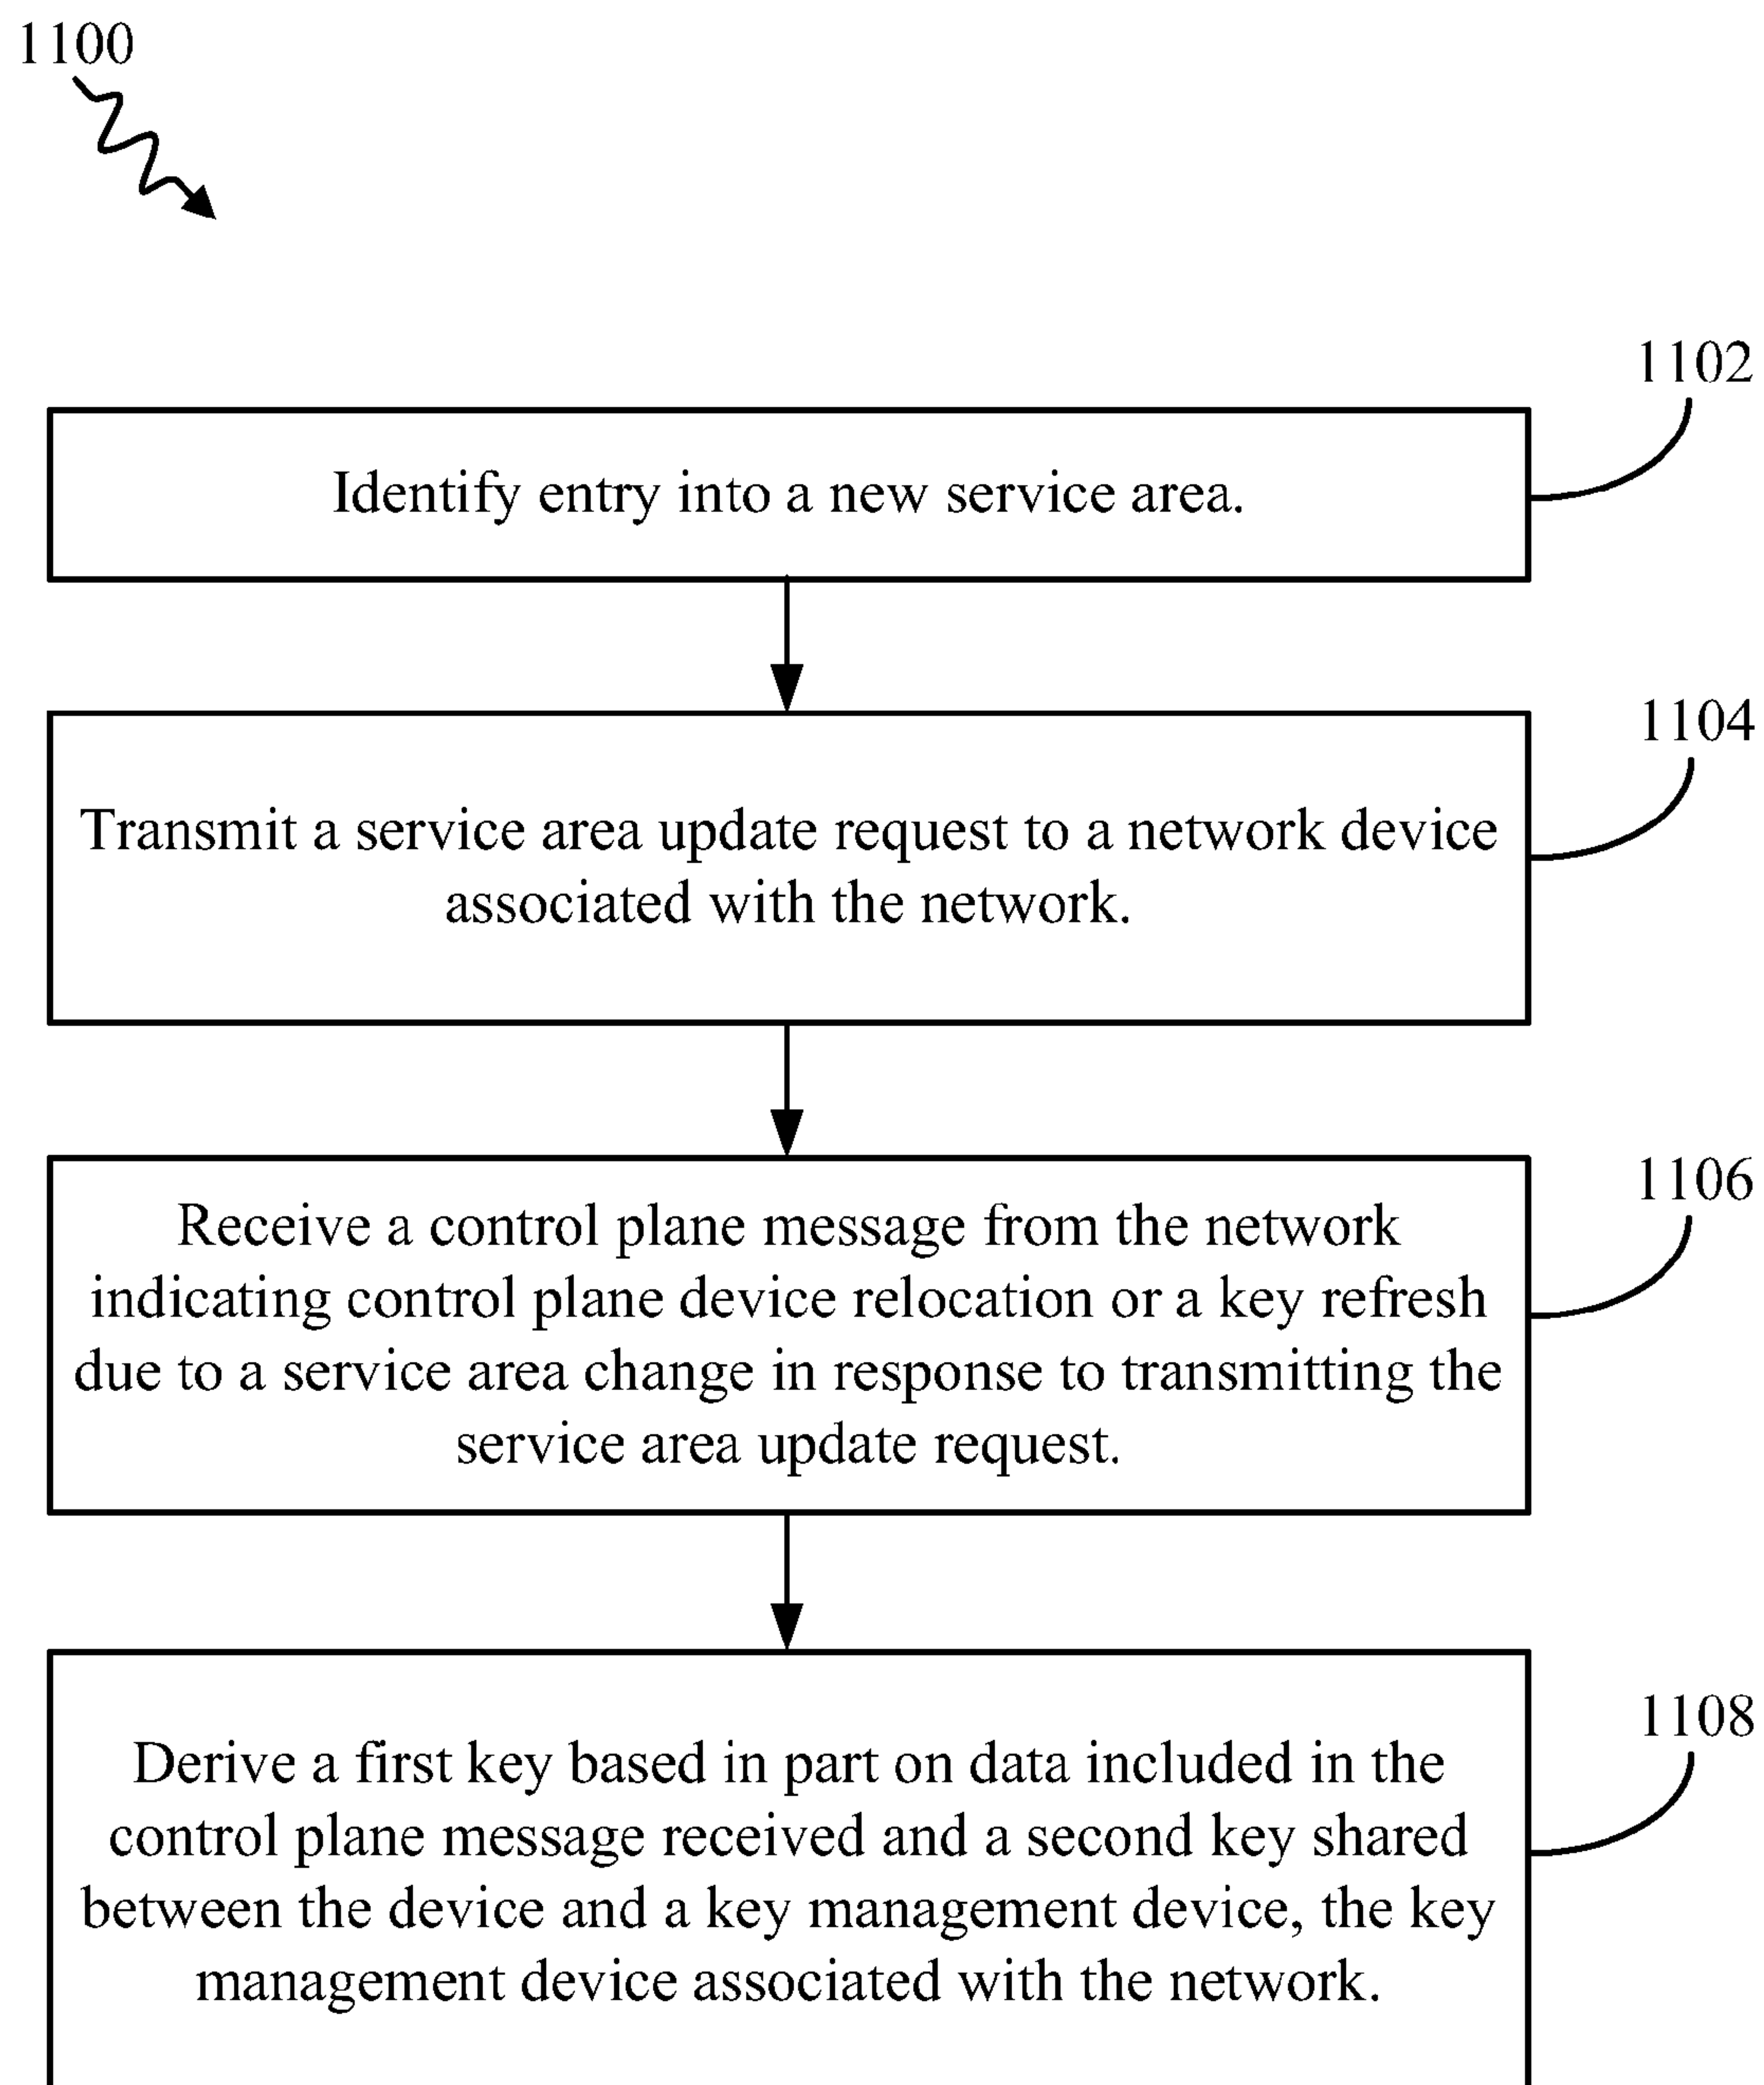 1100
1102
Identify entry into a new service area.
1104
Transmit a service area update request to a network device
associated with the network.
1106
Receive a control plane message from the network
indicating control plane device relocation or a key refresh
due to a service area change in response to transmitting the
service area update request.
1108
Derive a first key based in part on data included in the
control plane message received and a second key shared
between the device and a key management device, the key
management device associated with the network.